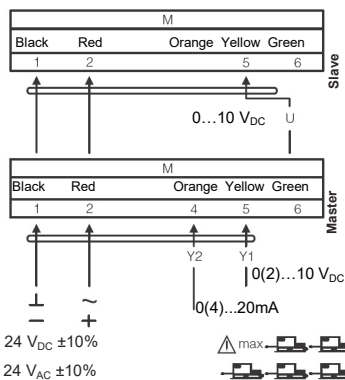 M
Black Red Orange Yellow Green
1 2 5 6
Slave
0…10 VDC U
M
Black Red Orange Yellow Green
1 2 4 5 6
Master
Y2 Y1
0(2)…10 VDC
0(4)...20mA
⊥ ~
− +
24 VDC ±10%
24 VAC ±10%
max.